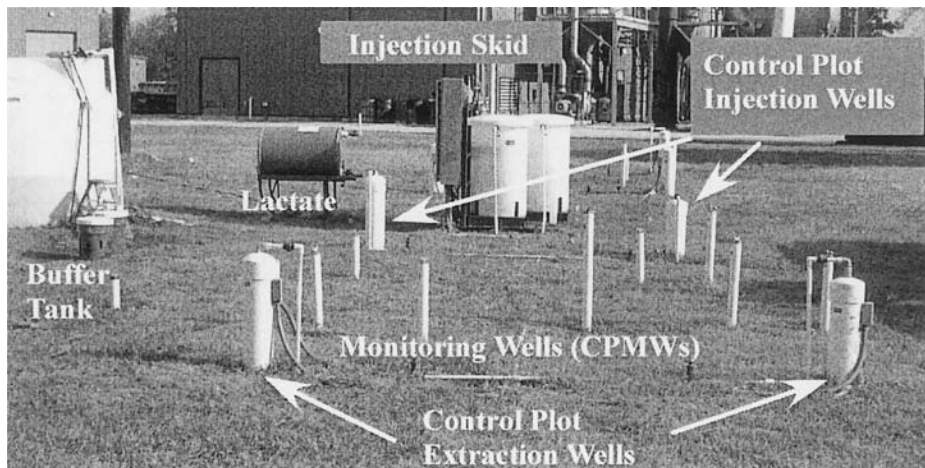 Injection Skid
Control Plot
Injection Wells
Lactate
Buffer
Tank
Monitoring Wells (CPMWs)
Control Plot
Extraction Wells